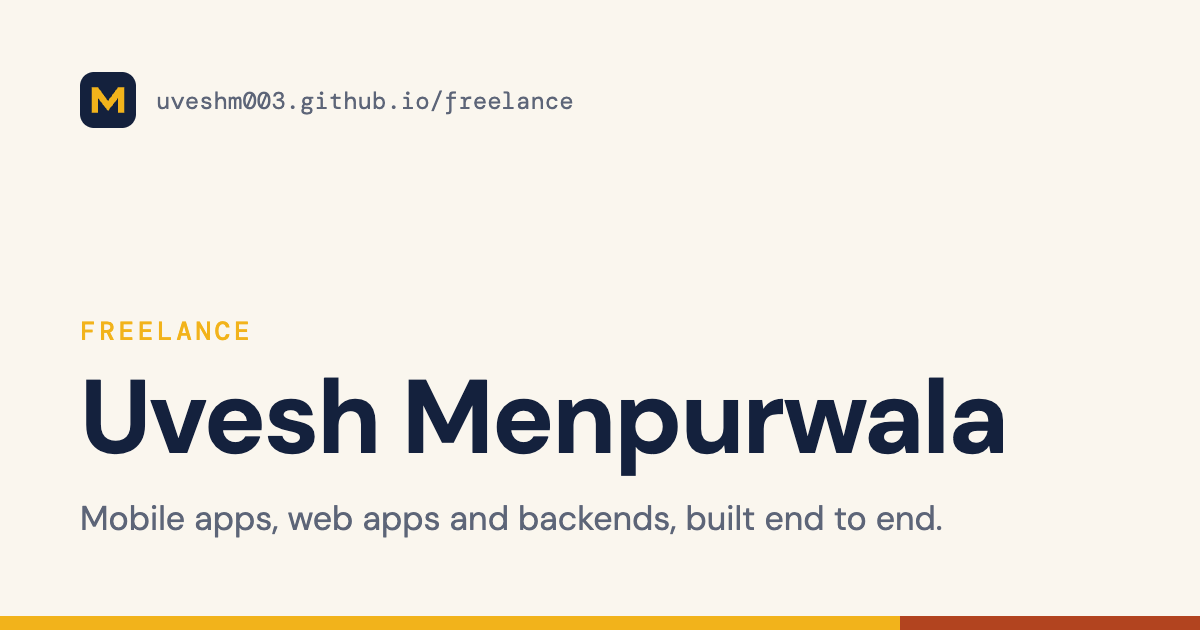 M
uveshm003.github.io/freelance
FREELANCE
Uvesh Menpurwala
Mobile apps, web apps and backends, built end to end.